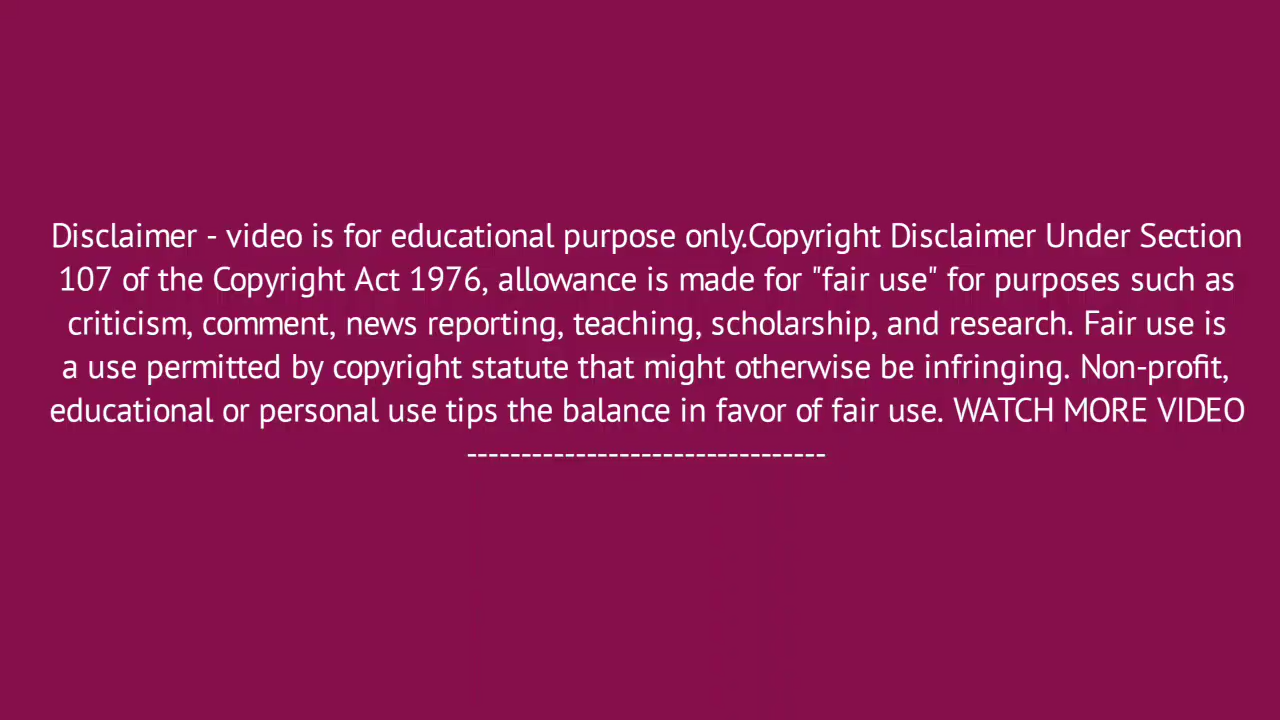 Disclaimer - video is for educational purpose only.Copyright Disclaimer Under Section
107 of the Copyright Act 1976, allowance is made for "fair use" for purposes such as
criticism, comment, news reporting, teaching, scholarship, and research. Fair use is
a use permitted by copyright statute that might otherwise be infringing. Non-profit,
educational or personal use tips the balance in favor of fair use. WATCH MORE VIDEO
---------------------------------